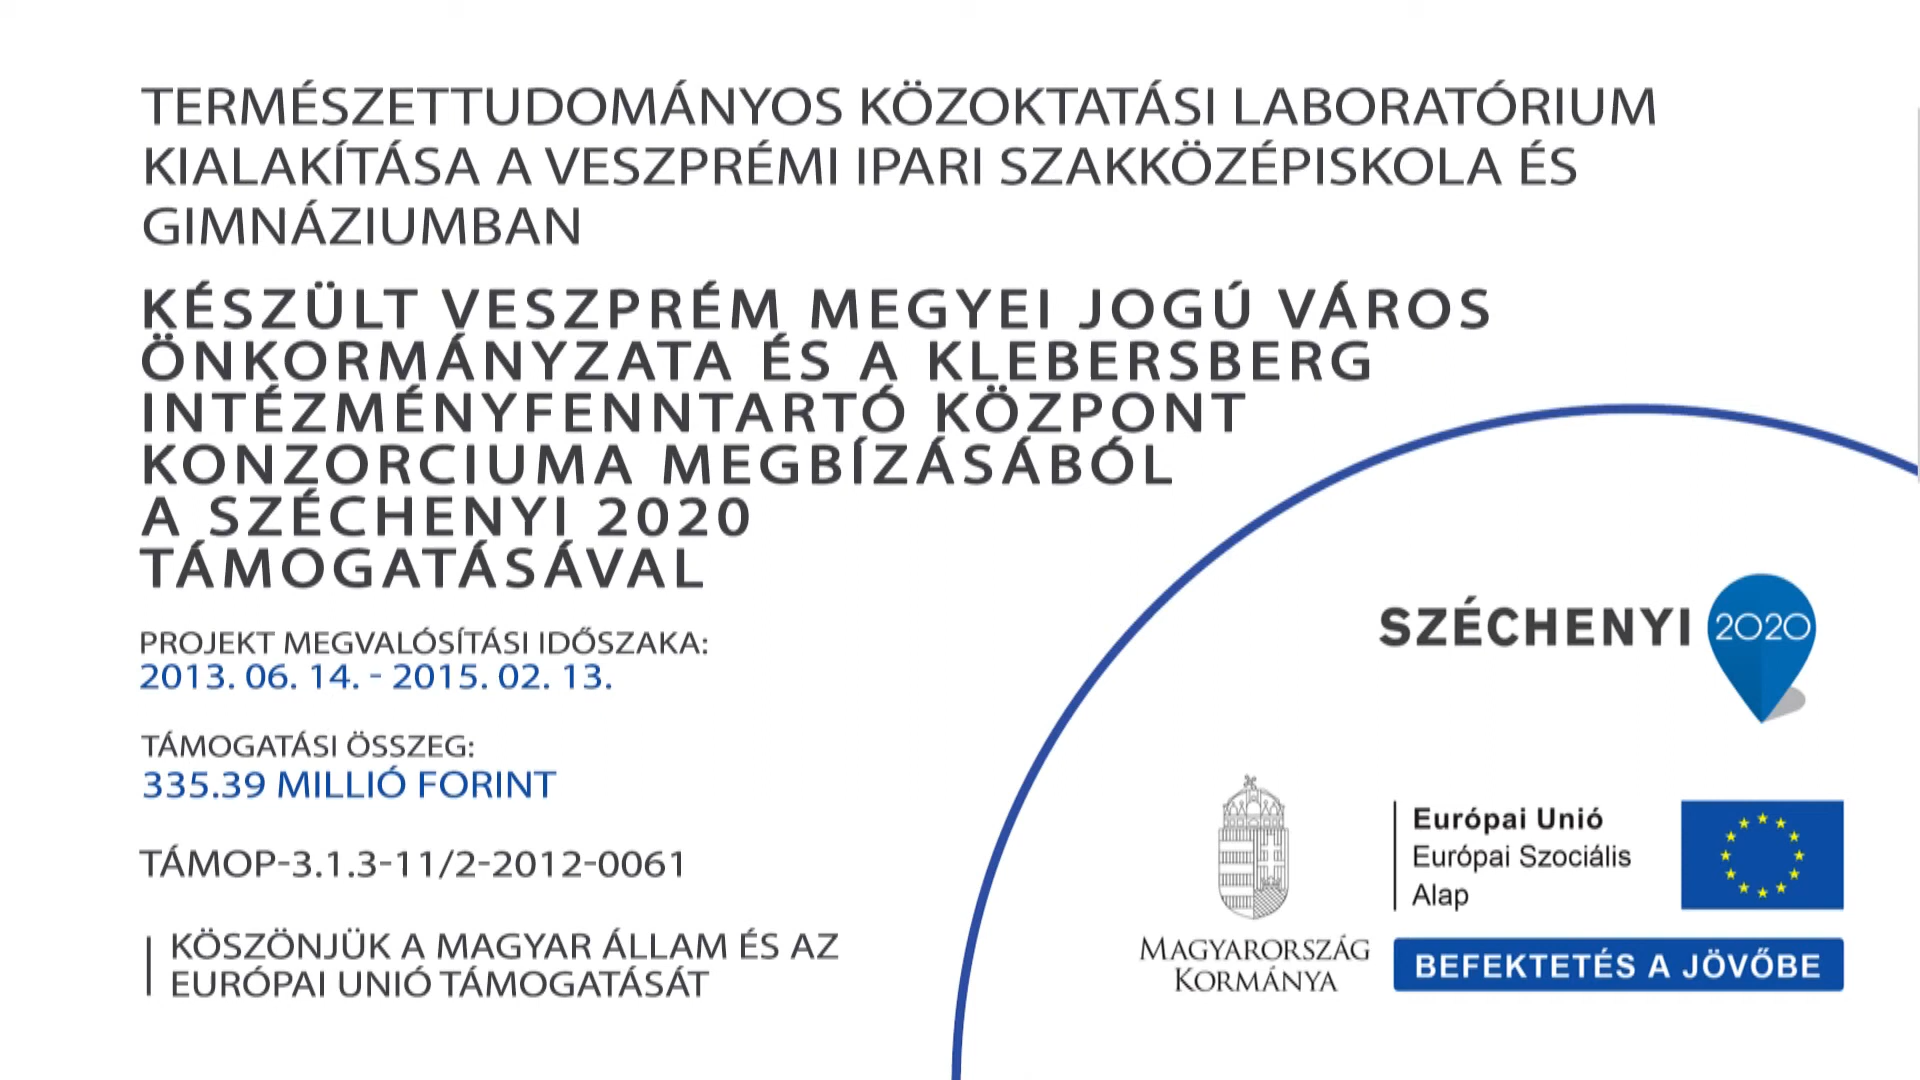 TERMÉSZETTUDOMÁNYOS KÖZOKTATÁSI LABORATÓRIUM
KIALAKÍTÁSA A VESZPRÉMI IPARI SZAKKÖZÉPISKOLA ÉS
GIMNÁZIUMBAN
KÉSZÜLT VESZPRÉM MEGYEI JOGÚ VÁROS
ÖNKORMÁNYZATA ÉS A KLEBERSBERG
INTÉZMÉNYFENNTARTÓ KÖZPONT
KONZORCIUMA MEGBÍZÁSÁBÓL
A SZÉCHENYI 2020
TÁMOGATÁSÁVAL
PROJEKT MEGVALÓSÍTÁSI IDŐSZAKA:
2013. 06. 14. - 2015. 02. 13.
TÁMOGATÁSI ÖSSZEG:
335.39 MILLIÓ FORINT
TÁMOP-3.1.3-11/2-2012-0061
KÖSZÖNJÜK A MAGYAR ÁLLAM ÉS AZ
EURÓPAI UNIÓ TÁMOGATÁSÁT
SZÉCHENYI 2020
MAGYARORSZÁG
KORMÁNYA
Európai Unió
Európai Szociális
Alap
BEFEKTETÉS A JÖVŐBE